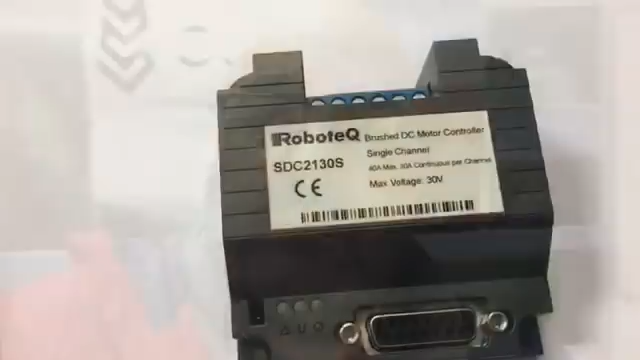 RoboteQ
Brushed DC Motor Controller
Single Channel
SDC2130S
40A Max, 30A Continuous per Channel
CE
Max Voltage: 30V